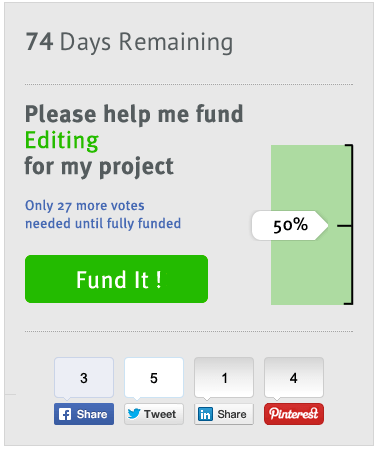 74 Days Remaining
Please help me fund
Editing
for my project
Only 27 more votes
needed until fully funded
50%
Fund It !
3 5 1 4
Share Tweet Share Pinterest